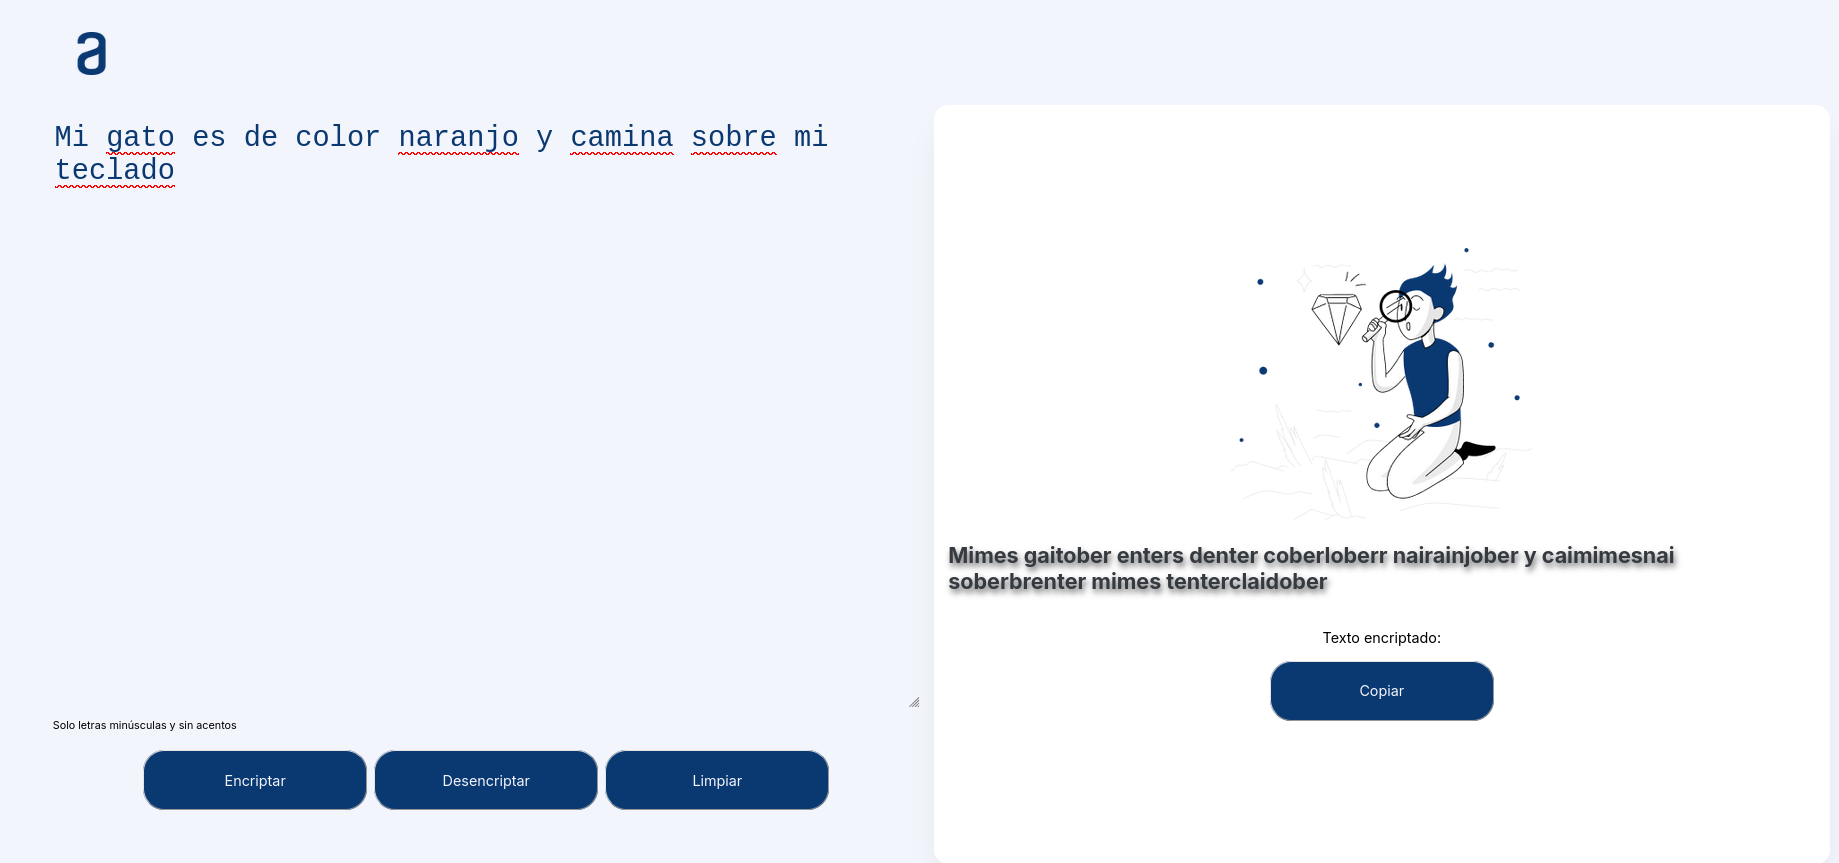 a
Mi gato es de color naranjo y camina sobre mi
teclado
Solo letras minúsculas y sin acentos
Encriptar
Desencriptar
Limpiar
Mimes gaitober enters denter coberloberr nairainjober y caimimesnai
soberbrenter mimes tenterclaidober
Texto encriptado:
Copiar